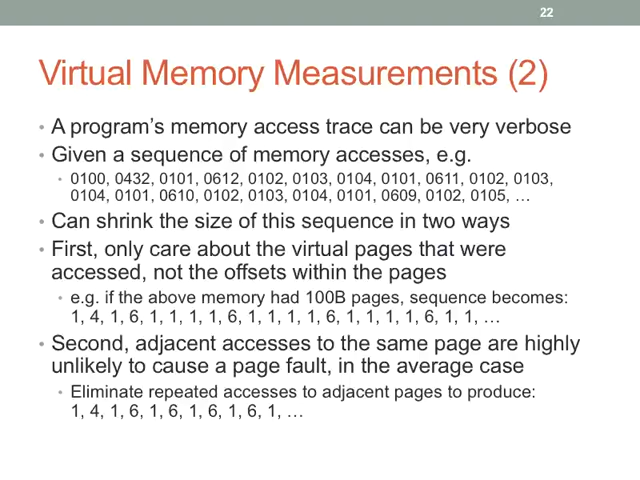 22
Virtual Memory Measurements (2)
• A program's memory access trace can be very verbose
• Given a sequence of memory accesses, e.g.
• 0100, 0432, 0101, 0612, 0102, 0103, 0104, 0101, 0611, 0102, 0103,
0104, 0101, 0610, 0102, 0103, 0104, 0101, 0609, 0102, 0105, …
• Can shrink the size of this sequence in two ways
• First, only care about the virtual pages that were
accessed, not the offsets within the pages
• e.g. if the above memory had 100B pages, sequence becomes:
1, 4, 1, 6, 1, 1, 1, 1, 6, 1, 1, 1, 1, 6, 1, 1, 1, 1, 6, 1, 1, …
• Second, adjacent accesses to the same page are highly
unlikely to cause a page fault, in the average case
• Eliminate repeated accesses to adjacent pages to produce:
1, 4, 1, 6, 1, 6, 1, 6, 1, 6, 1, …